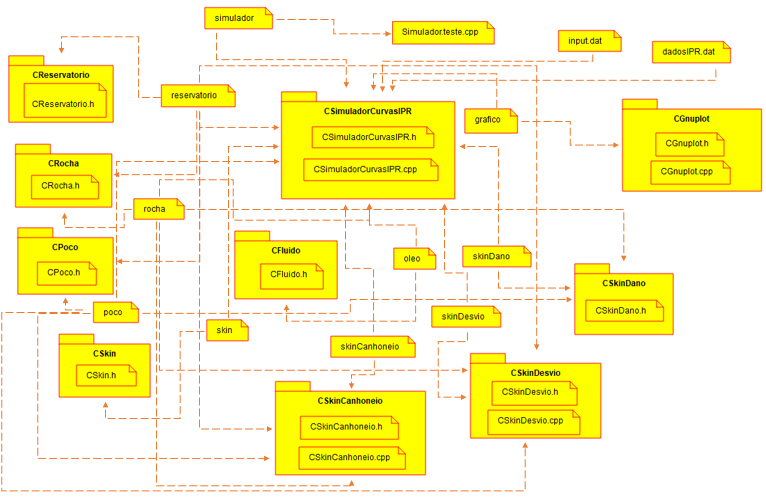 simulador
Simulador.teste.cpp
input.dat
dadosIPR.dat
CReservatorio
CReservatorio.h
reservatorio
CSimuladorCurvasIPR
CSimuladorCurvasIPR.h
CSimuladorCurvasIPR.cpp
grafico
CGnuplot
CGnuplot.h
CGnuplot.cpp
CRocha
CRocha.h
rocha
CPoco
CPoco.h
CFluido
CFluido.h
oleo
skinDano
CSkinDano
CSkinDano.h
poco
skin
skinDesvio
CSkin
CSkin.h
skinCanhoneio
CSkinCanhoneio
CSkinCanhoneio.h
CSkinCanhoneio.cpp
CSkinDesvio
CSkinDesvio.h
CSkinDesvio.cpp